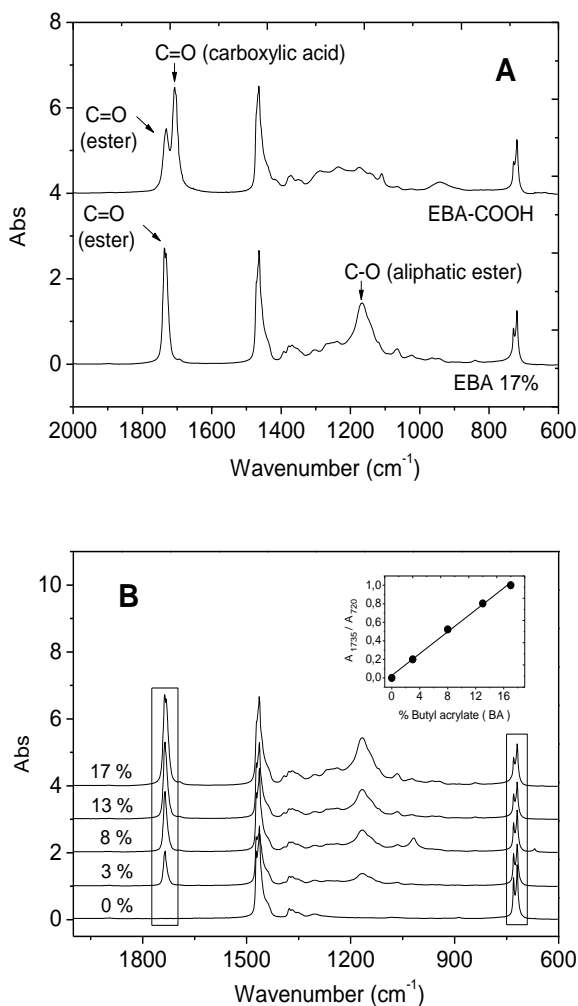 C=O (carboxylic acid)
A
C=O
(ester)
EBA-COOH
C=O
(ester)
C-O (aliphatic ester)
EBA 17%
8
6
4
2
0
Abs
2000 1800 1600 1400 1200 1000 800 600
Wavenumber (cm-1)
B
1,0
0,8
0,6
0,4
0,2
0,0
A 1735 / A 720
0 4 8 12 16
% Butyl acrylate ( BA )
17 %
13 %
8 %
3 %
0 %
10
8
6
4
2
0
Abs
1800 1500 1200 900 600
Wavenumber (cm-1)